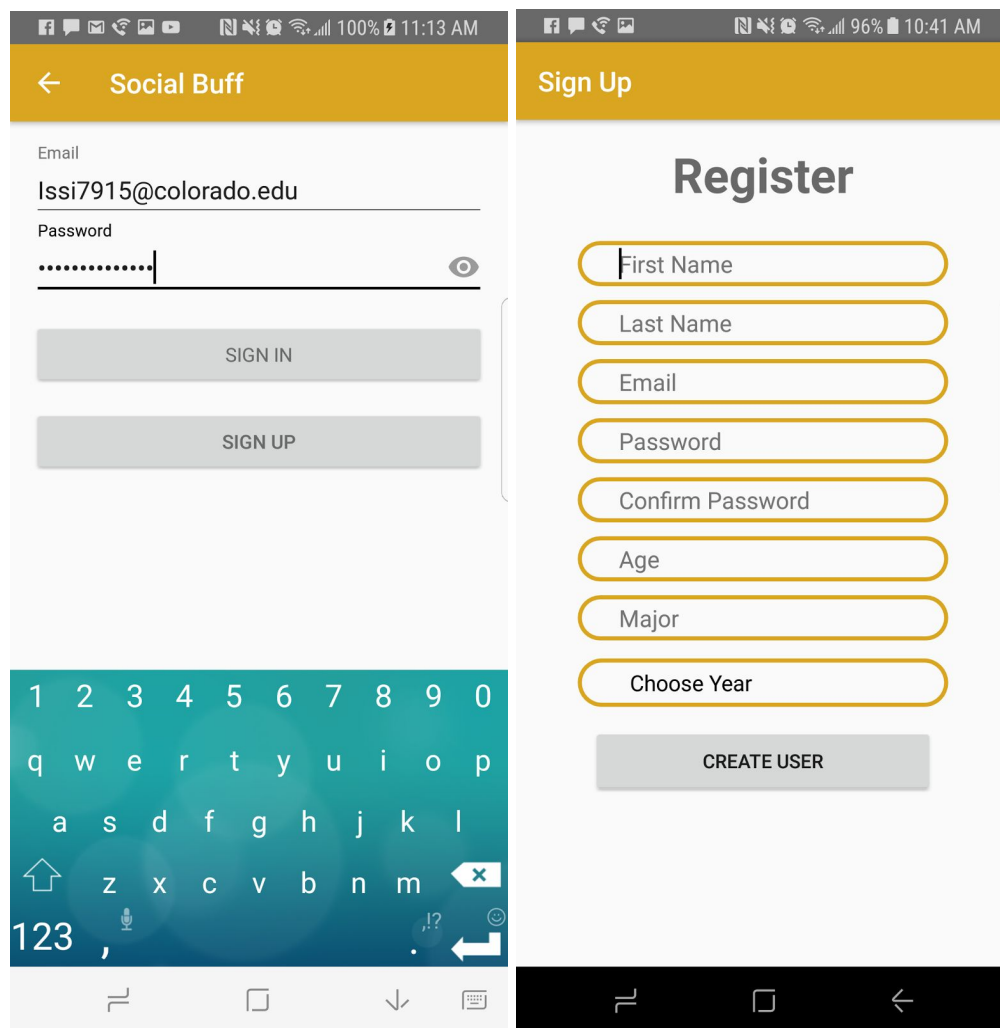 100% 11:13 AM
Social Buff
Email
Issi7915@colorado.edu
Password
SIGN IN
SIGN UP
1 2 3 4 5 6 7 8 9 0
q w e r t y u i o p
a s d f g h j k l
z x c v b n m
,!?
123 , .
96% 10:41 AM
Sign Up
Register
First Name
Last Name
Email
Password
Confirm Password
Age
Major
Choose Year
CREATE USER